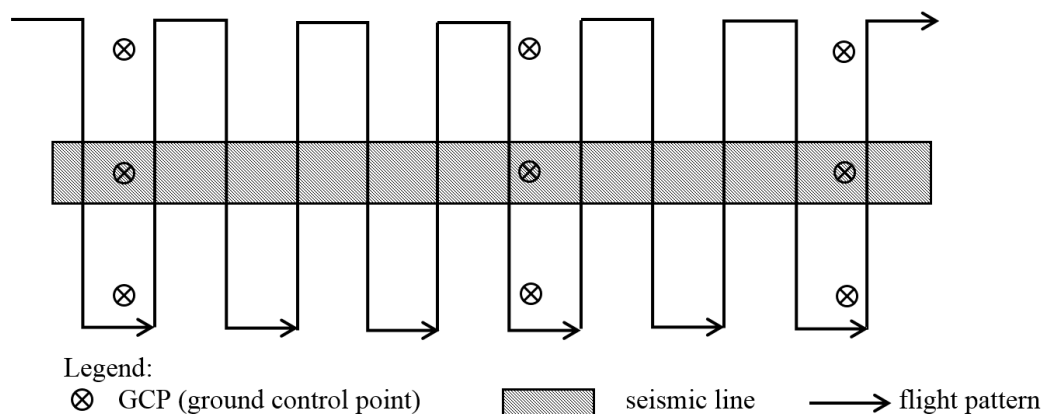 Legend:
GCP (ground control point) seismic line flight pattern